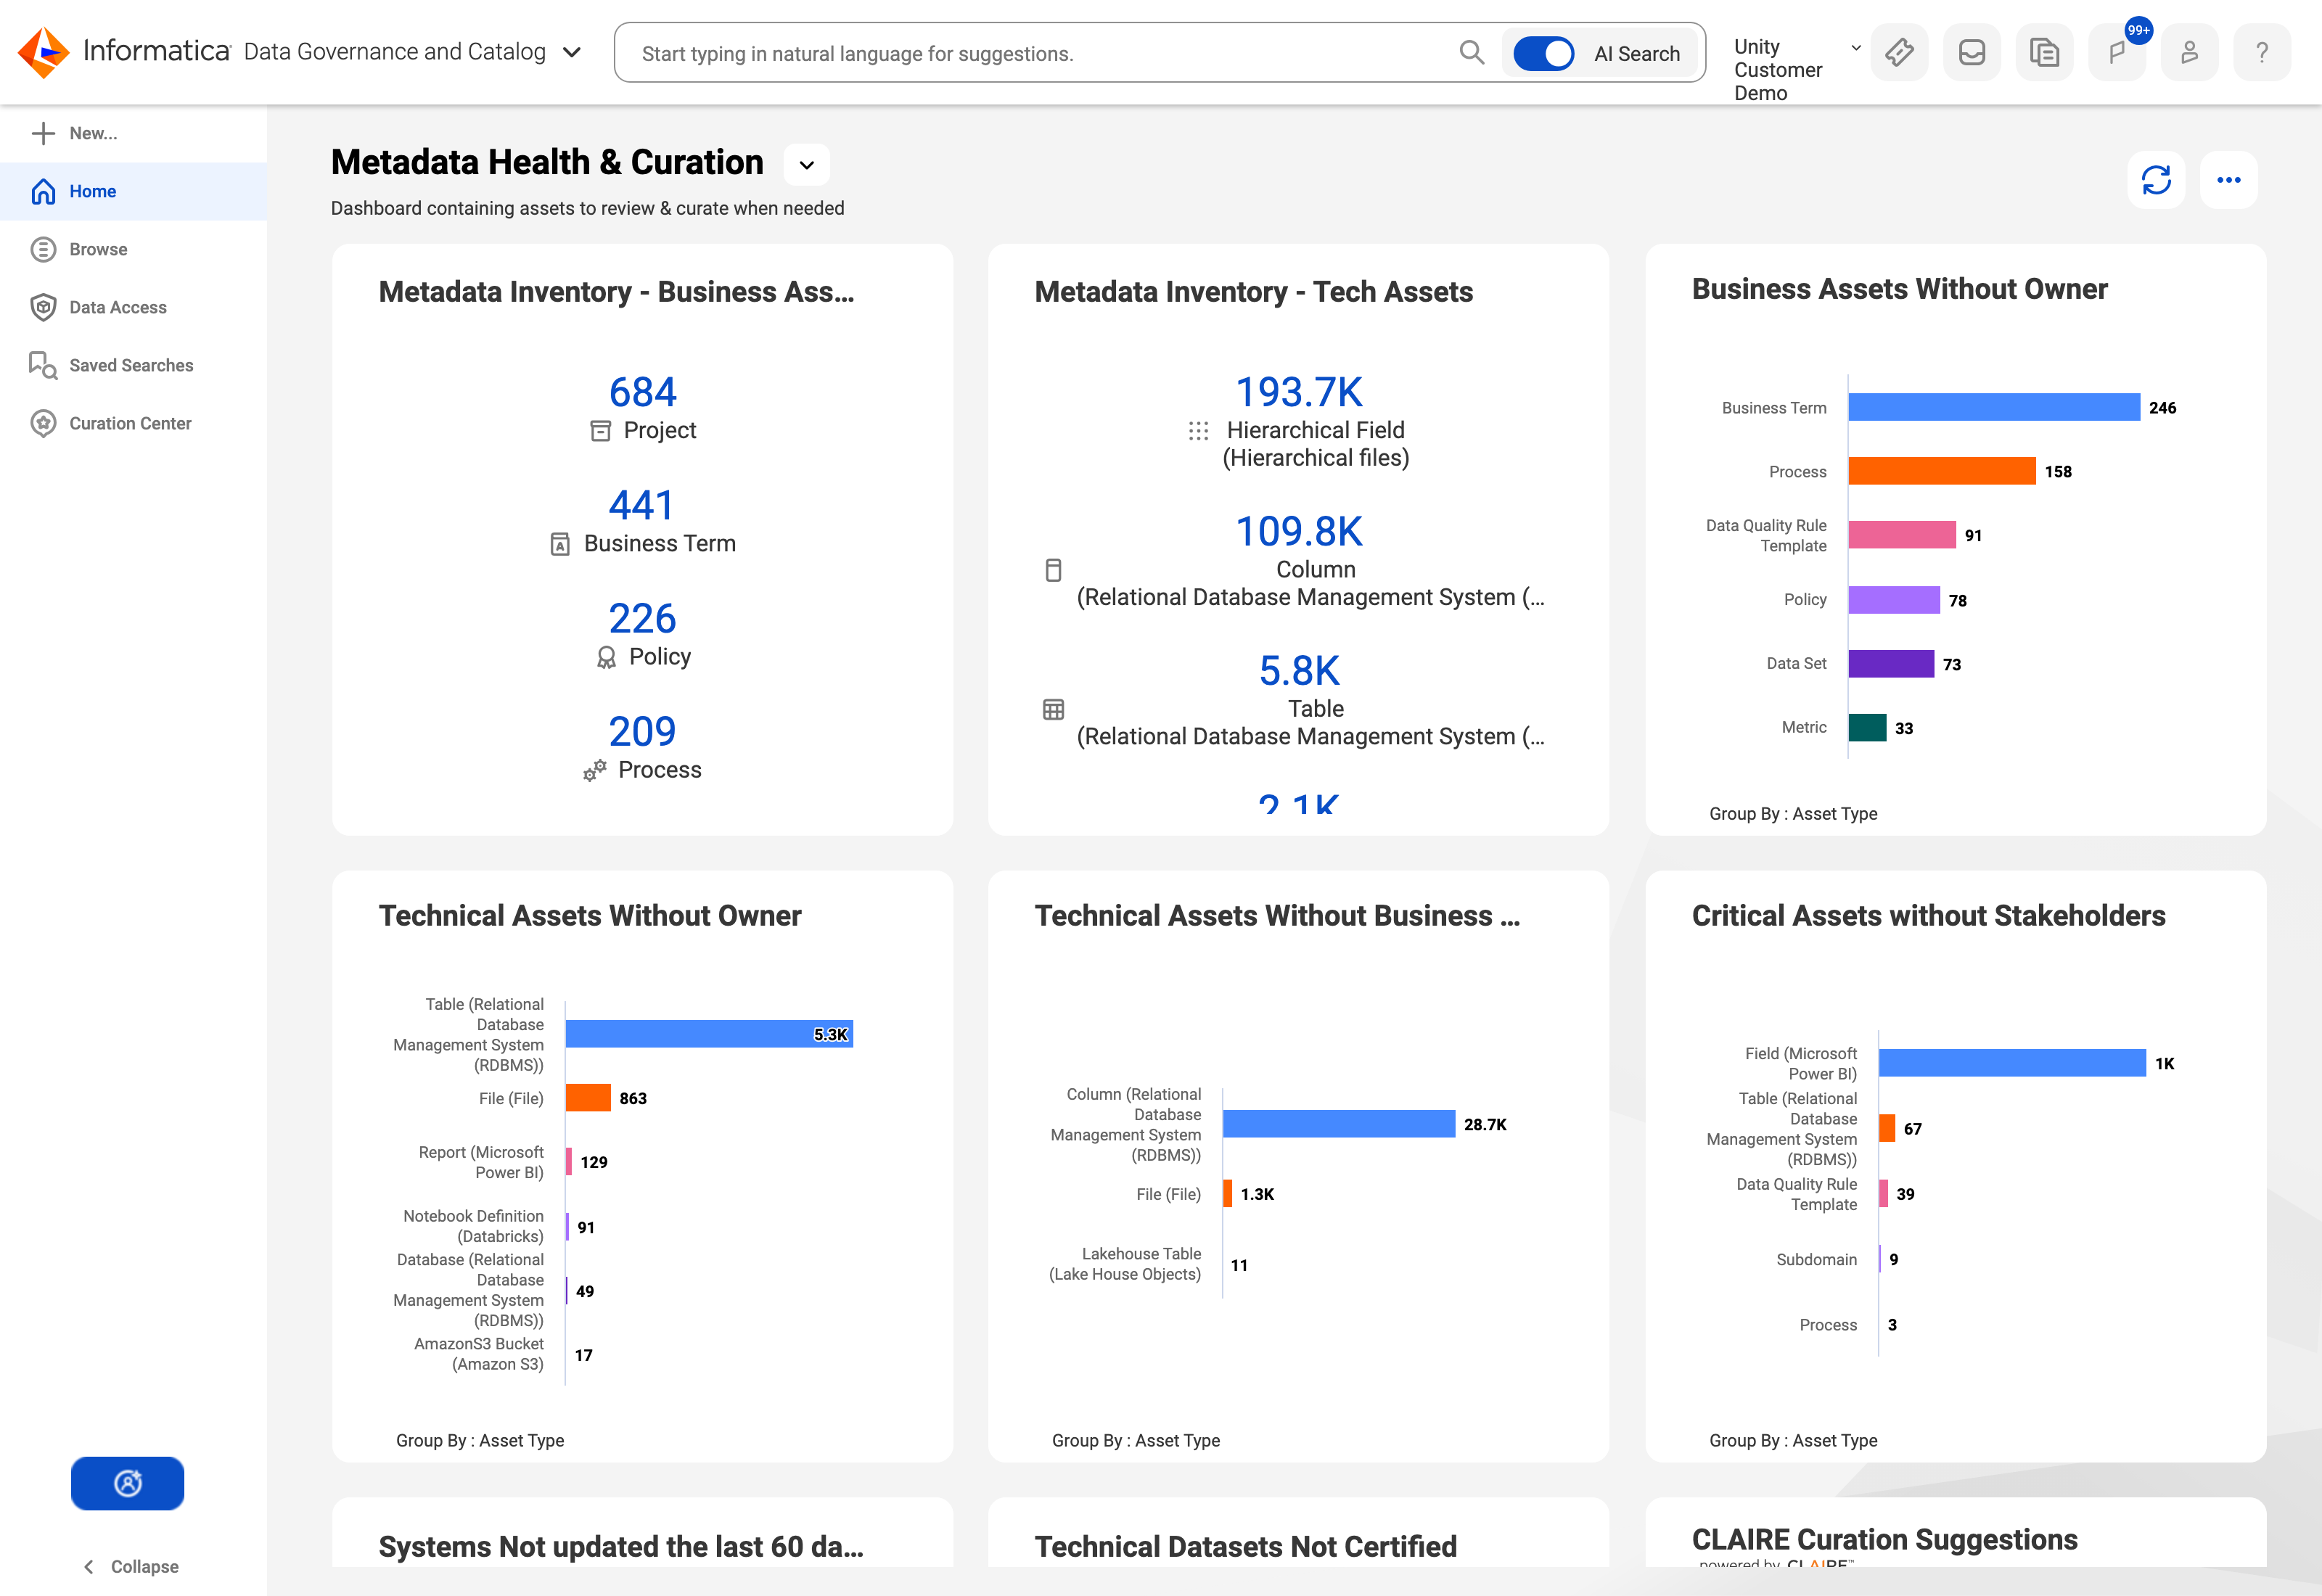 Informatica Data Governance and Catalog
Start typing in natural language for suggestions.
AI Search
Unity
Customer
Demo
99+
?
New...
Home
Browse
Data Access
Saved Searches
Curation Center
Collapse
Metadata Health & Curation
Dashboard containing assets to review & curate when needed
Metadata Inventory - Business Ass...
684
Project
441
Business Term
226
Policy
209
Process
Metadata Inventory - Tech Assets
193.7K
Hierarchical Field
(Hierarchical files)
109.8K
Column
(Relational Database Management System (...
5.8K
Table
(Relational Database Management System (...
2.1K
Business Assets Without Owner
Business Term 246
Process 158
Data Quality Rule
Template 91
Policy 78
Data Set 73
Metric 33
Group By : Asset Type
Technical Assets Without Owner
Table (Relational
Database
Management System
(RDBMS)) 5.3K
File (File) 863
Report (Microsoft
Power BI) 129
Notebook Definition
(Databricks) 91
Database (Relational
Database
Management System
(RDBMS)) 49
AmazonS3 Bucket
(Amazon S3) 17
Group By : Asset Type
Technical Assets Without Business ...
Column (Relational
Database
Management System
(RDBMS)) 28.7K
File (File) 1.3K
Lakehouse Table
(Lake House Objects) 11
Group By : Asset Type
Critical Assets without Stakeholders
Field (Microsoft
Power BI) 1K
Table (Relational
Database
Management System
(RDBMS)) 67
Data Quality Rule
Template 39
Subdomain 9
Process 3
Group By : Asset Type
Systems Not updated the last 60 da...
Technical Datasets Not Certified
CLAIRE Curation Suggestions
powered by CLAIRE™